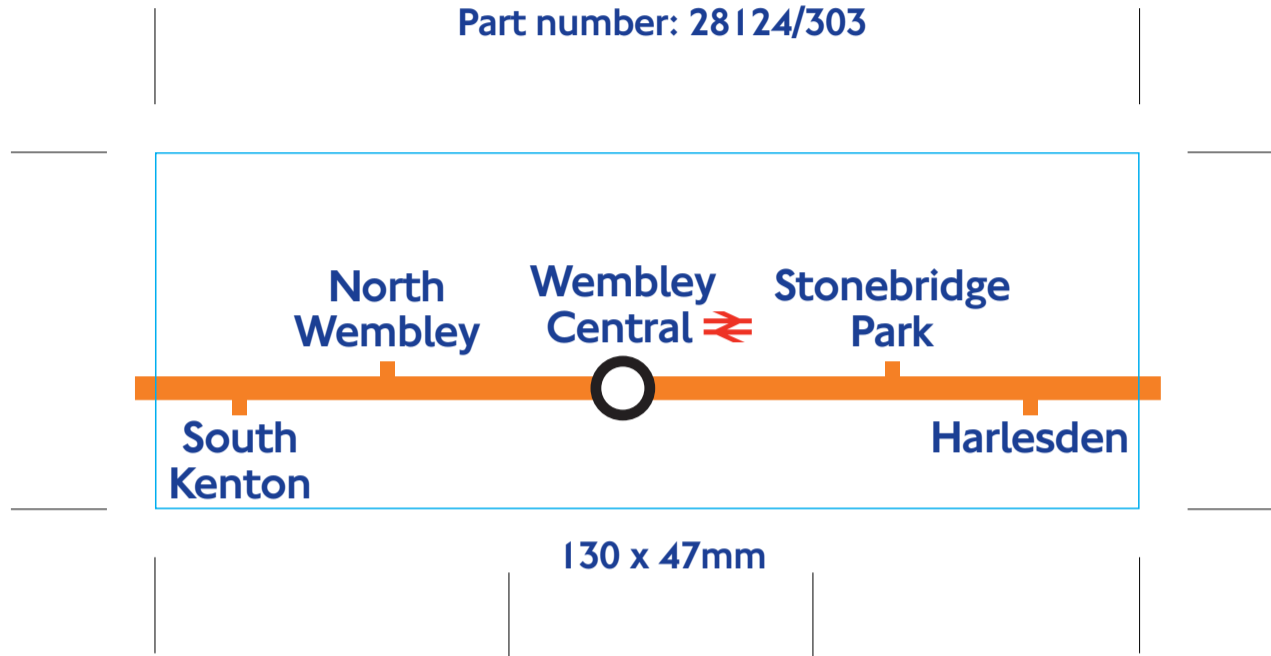 Part number: 28124/303
North
Wembley
Wembley
Central
Stonebridge
Park
South
Kenton
Harlesden
130 x 47mm